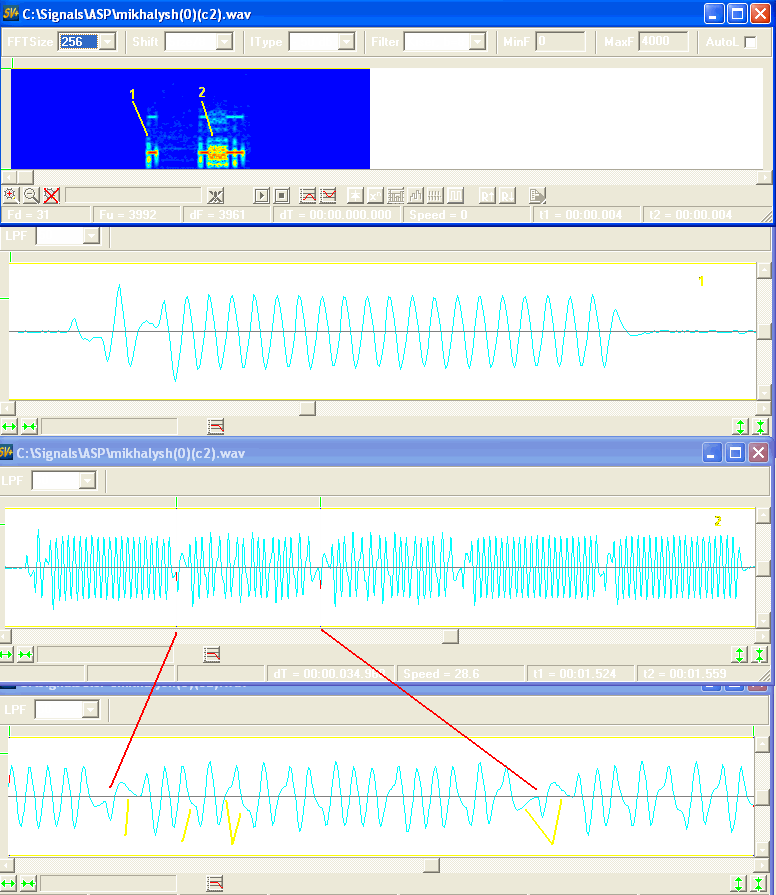 SV+ C:\Signals\ASP\mikhalysh(0)(c2).wav
FFTSize 256 Shift IType Filter MinF 0 MaxF 4000 AutoL
1 2
Fd = 31 Fu = 3992 dF = 3961 dT = 00:00.000,000 Speed = 0 t1 = 00:00.004 t2 = 00:00.004
LPF
1
SV+ C:\Signals\ASP\mikhalysh(0)(c2).wav
LPF
2
dT = 00:00.034,9 Speed = 28.6 t1 = 00:01.524 t2 = 00:01.559
LPF